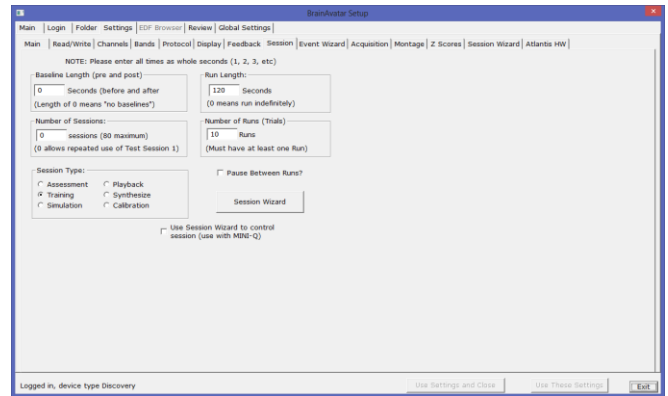 BrainAvatar Setup
Main Login Folder Settings EDF Browser Review Global Settings
Main Read/Write Channels Bands Protocol Display Feedback Session Event Wizard Acquisition Montage Z Scores Session Wizard Atlantis HW
NOTE: Please enter all times as whole seconds (1, 2, 3, etc)
Baseline Length (pre and post)
0 Seconds (before and after
(Length of 0 means "no baselines")
Run Length:
120 Seconds
(0 means run indefinitely)
Number of Sessions:
0 sessions (80 maximum)
(0 allows repeated use of Test Session 1)
Number of Runs (Trials)
10 Runs
(Must have at least one Run)
Session Type:
Assessment Playback
Training Synthesize
Simulation Calibration
Pause Between Runs?
Session Wizard
Use Session Wizard to control
session (use with MINI-Q)
Logged in, device type Discovery
Use Settings and Close
Use These Settings
Exit